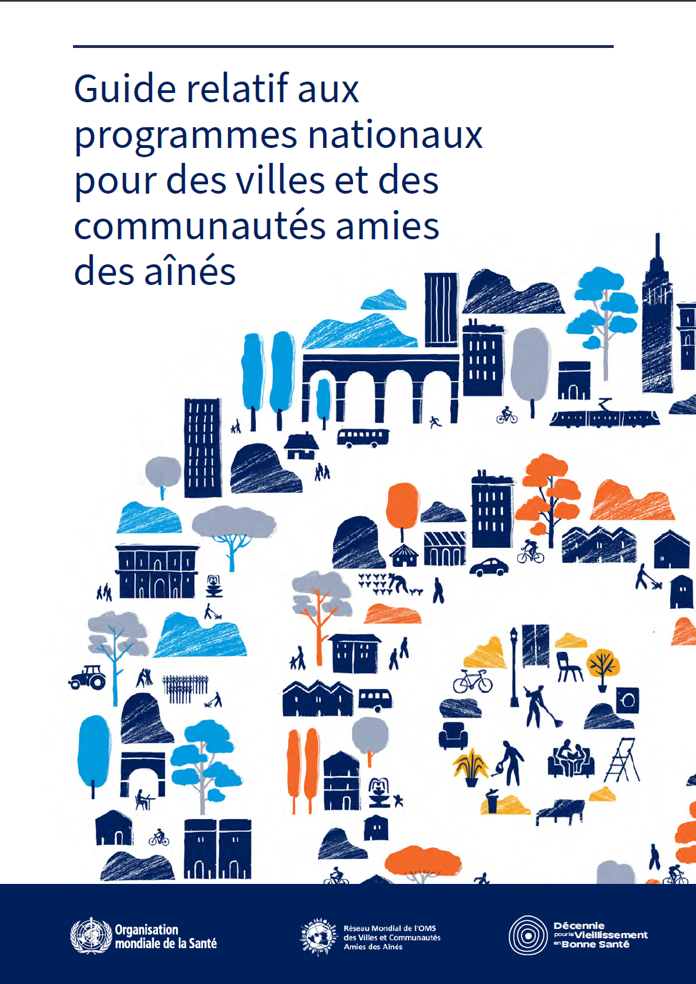 Guide relatif aux
programmes nationaux
pour des villes et des
communautés amies
des aînés
Organisation
mondiale de la Santé
Réseau Mondial de l'OMS
des Villes et Communautés
Amies des Aînés
Décennie
pour le Vieillissement
en Bonne Santé